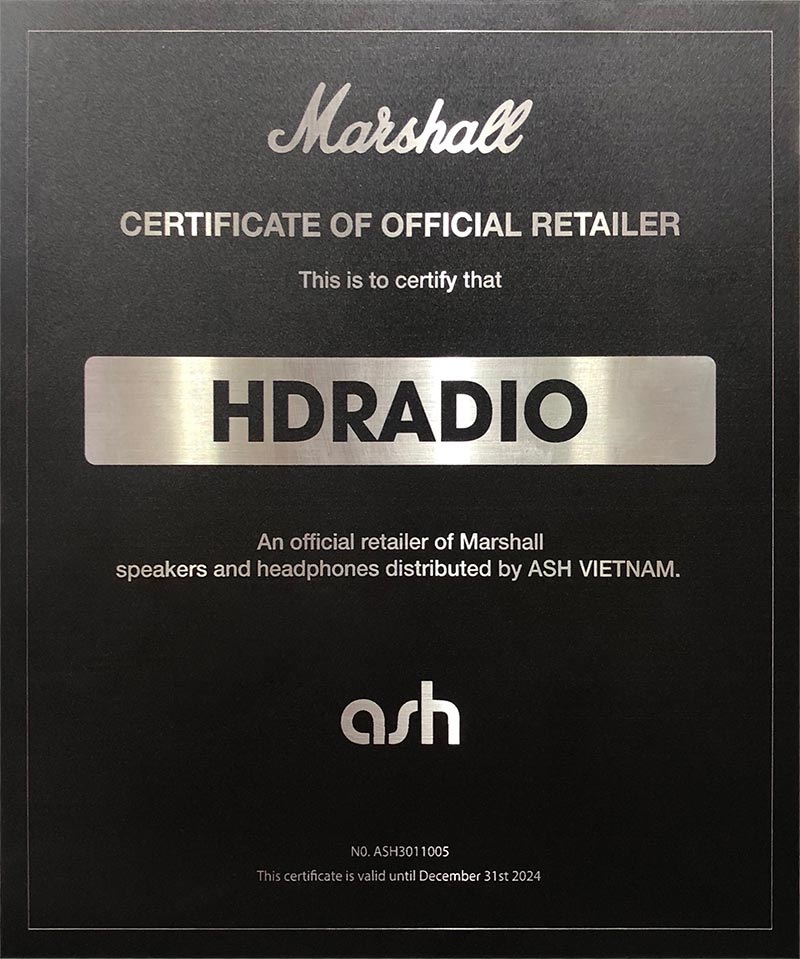 Marshall
CERTIFICATE OF OFFICIAL RETAILER
This is to certify that
HDRADIO
An official retailer of Marshall
speakers and headphones distributed by ASH VIETNAM.
ash
N0. ASH3011005
This certificate is valid until December 31st 2024